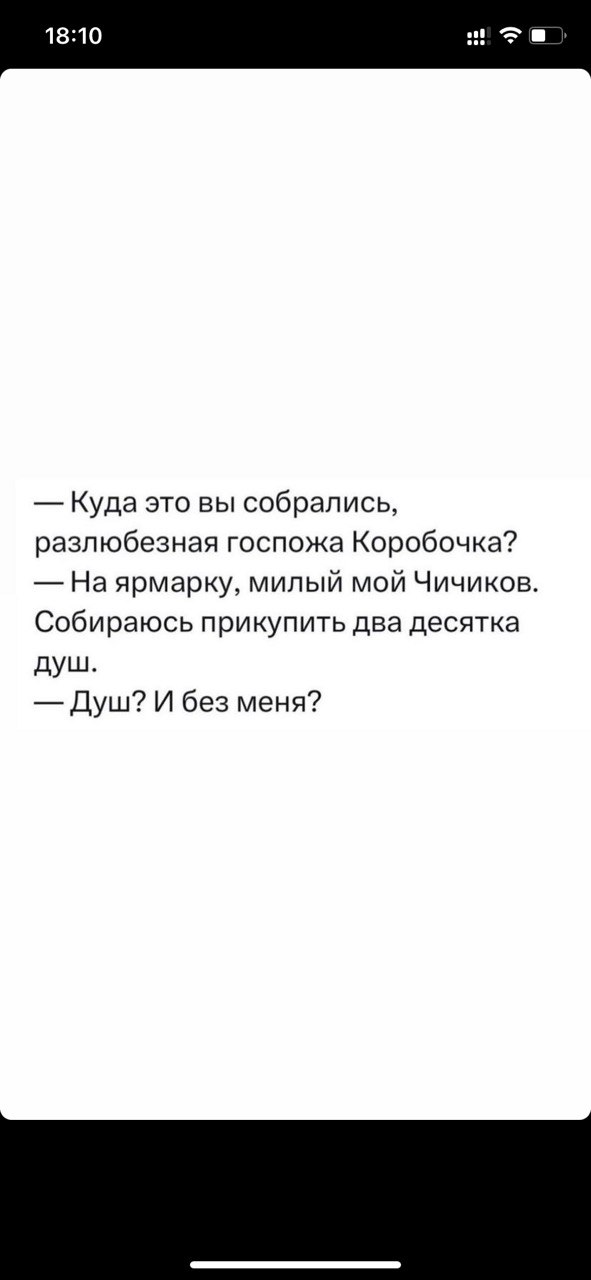 18:10
— Куда это вы собрались,
разлюбезная госпожа Коробочка?
— На ярмарку, милый мой Чичиков.
Собираюсь прикупить два десятка
душ.
— Душ? И без меня?